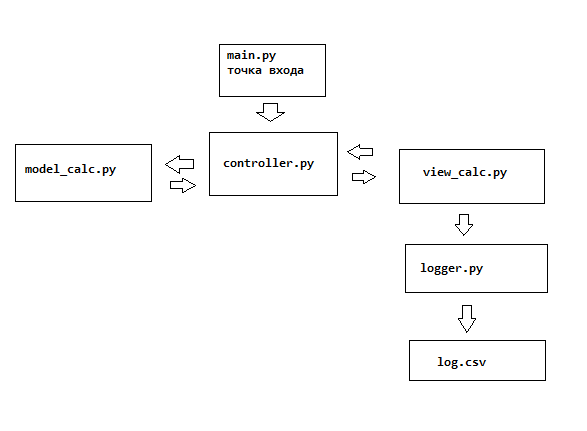 main.py
точка входа
model_calc.py
controller.py
view_calc.py
logger.py
log.csv